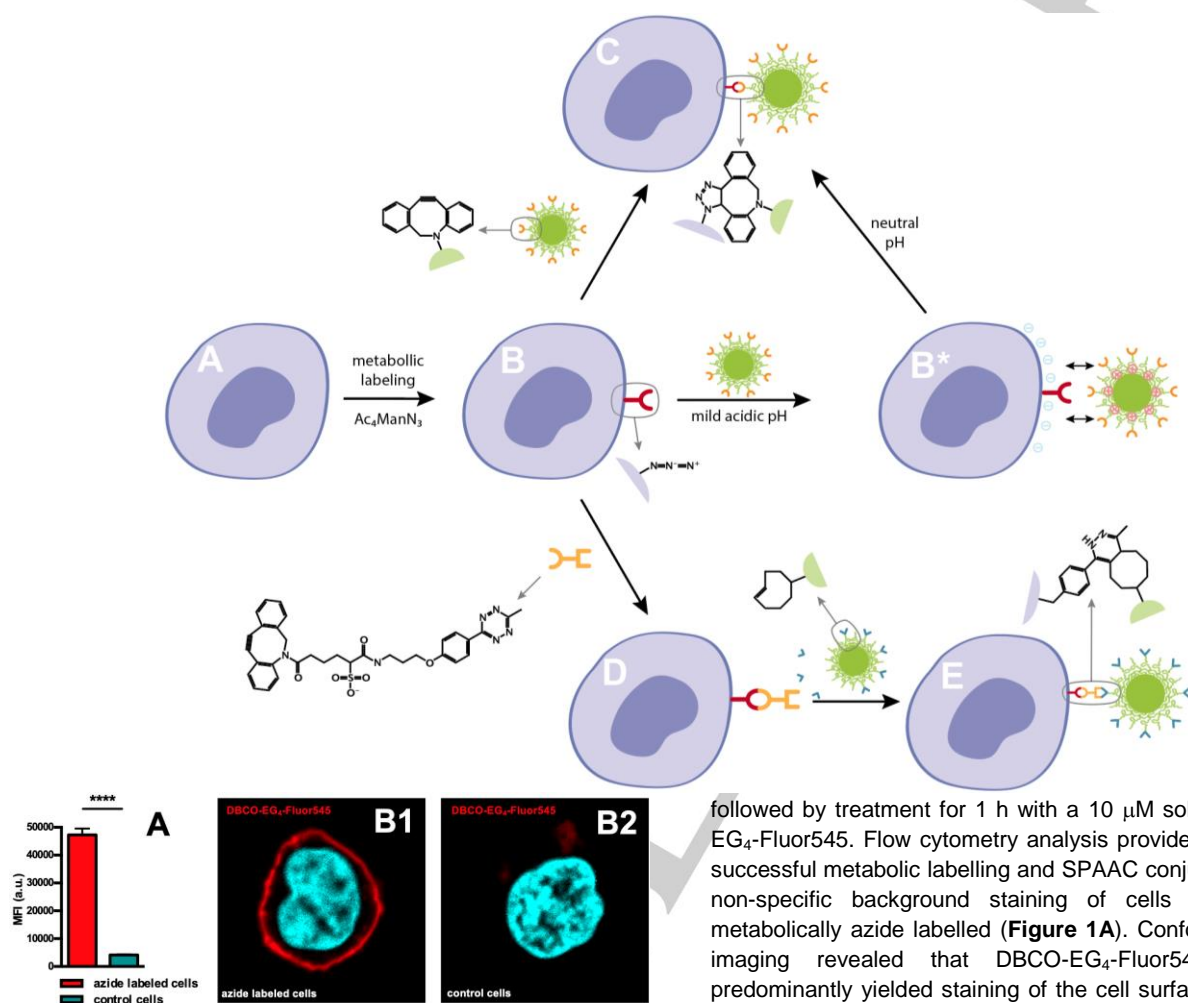 C
neutral
pH
A
metabollic
labeling
Ac₄ManN₃
B
mild acidic pH
B*
N=N⁻=N⁺
N
N
N
N
N
N
O
S
O
O
O⁻
O
N
O
N
N
N
N
D
E
HN
N
A
****
MFI (a.u.)
50000
40000
30000
20000
10000
0
azide labeled cells
control cells
DBCO-EG₄-Fluor545
B1
azide labeled cells
DBCO-EG₄-Fluor545
B2
control cells
followed by treatment for 1 h with a 10 µM sol
EG₄-Fluor545. Flow cytometry analysis provide
successful metabolic labelling and SPAAC conj
non-specific background staining of cells
metabolically azide labelled (Figure 1A). Confo
imaging revealed that DBCO-EG₄-Fluor54
predominantly yielded staining of the cell surfa